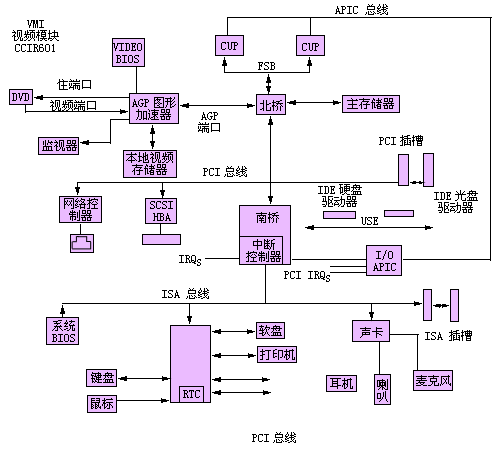 APIC 总线
VMI
视频模块
CCIR601
VIDEO
BIOS
CUP
CUP
FSB
DVD
住端口
视频端口
AGP 图形
加速器
AGP
端口
北桥
主存储器
监视器
本地视频
存储器
PCI 插槽
PCI 总线
网络控
制器
SCSI
HBA
南桥
IDE 硬盘
驱动器
IDE 光盘
驱动器
USE
中断
控制器
IRQS
I/O
APIC
PCI IRQS
ISA 总线
系统
BIOS
软盘
声卡
ISA 插槽
打印机
键盘
鼠标
RTC
耳机
喇
叭
麦克风
PCI 总线